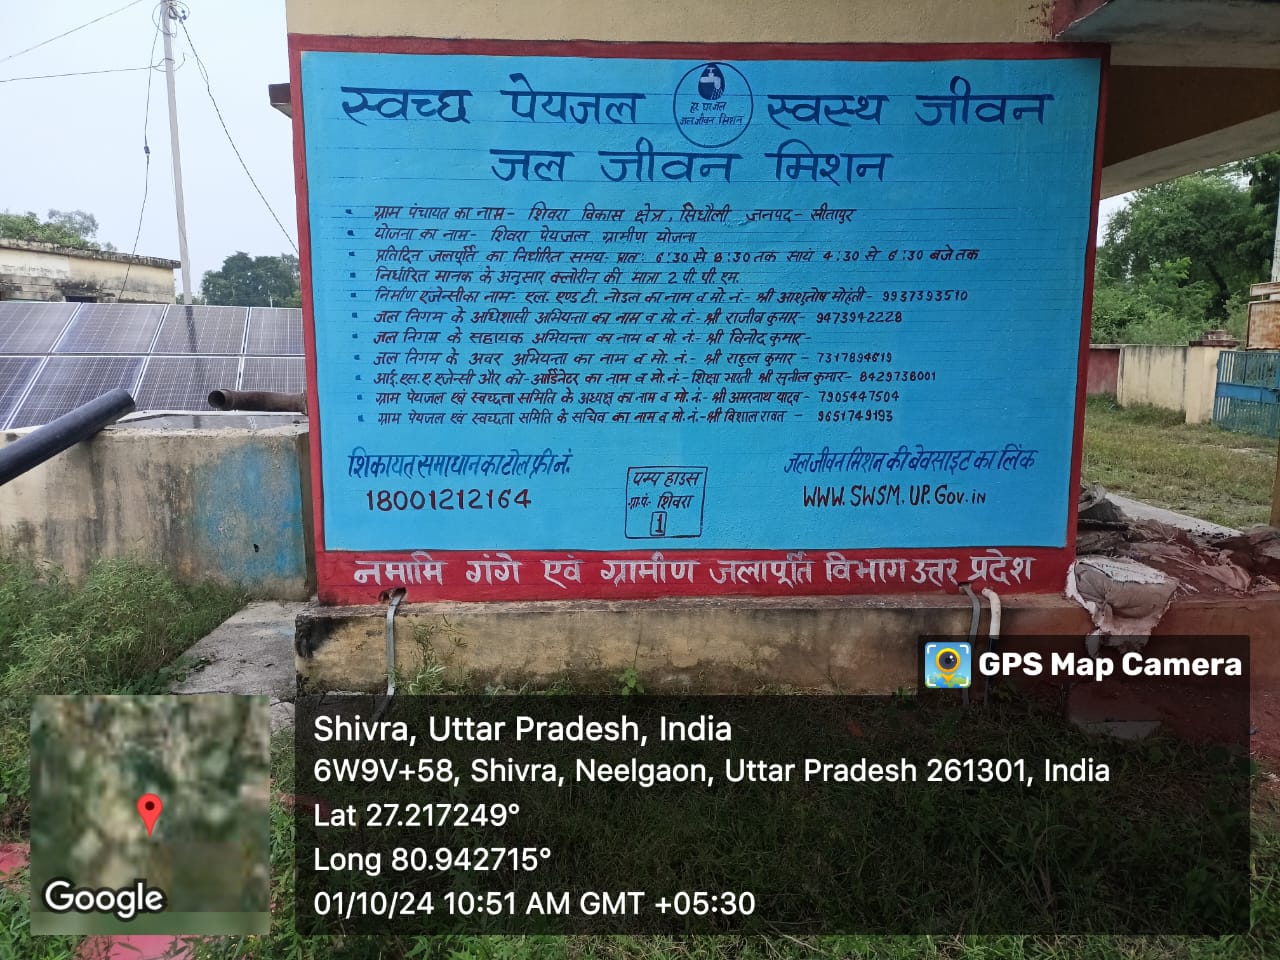 स्वच्छ पेयजल स्वस्थ जीवन
हर घर जल
जल जीवन मिशन
जल जीवन मिशन
ग्राम पंचायत का नाम- शिवरा विकास क्षेत्र, सिधौली जनपद- सीतापुर
योजना का नाम- शिवरा पेयजल ग्रामीण योजना
प्रतिदिन जलपूर्ति का निर्धारित समय- प्रातः 6:30 से 8:30 तक सायं 4:30 से 6:30 बजे तक
निर्धारित मानक के अनुसार क्लोरीन की मात्रा 2 पी. पी. एम.
निर्माण एजेन्सी का नाम- एल. एण्ड टी. नोडल का नाम व मो. नं.- श्री आशुतोष मोहंती- 9937393510
जल निगम के अधिशासी अभियन्ता का नाम व मो. नं.- श्री राजीव कुमार- 9473942228
जल निगम के सहायक अभियन्ता का नाम व मो. नं.- श्री विनोद कुमार-
जल निगम के अवर अभियन्ता का नाम व मो. नं.- श्री राहुल कुमार - 7317894619
आई. एस. ए. एजेन्सी और को-आर्डिनेटर का नाम व मो. नं.- शिक्षा भारती श्री सुनील कुमार- 8429738001
ग्राम पेयजल एवं स्वच्छता समिति के अध्यक्ष का नाम व मो. नं.- श्री अमरनाथ यादव- 7905447504
ग्राम पेयजल एवं स्वच्छता समिति के सचिव का नाम व मो. नं.- श्री विशाल रावत - 9651749193
शिकायत समाधान का टोल फ्री नं.
18001212164
पम्प हाउस
ग्रा. पं.- शिवरा
1
जल जीवन मिशन की वेबसाइट का लिंक
WWW.SWSM.UP.Gov.in
नमामि गंगे एवं ग्रामीण जलापूर्ति विभाग उत्तर प्रदेश
GPS Map Camera
Shivra, Uttar Pradesh, India
6W9V+58, Shivra, Neelgaon, Uttar Pradesh 261301, India
Lat 27.217249°
Long 80.942715°
01/10/24 10:51 AM GMT +05:30
Google